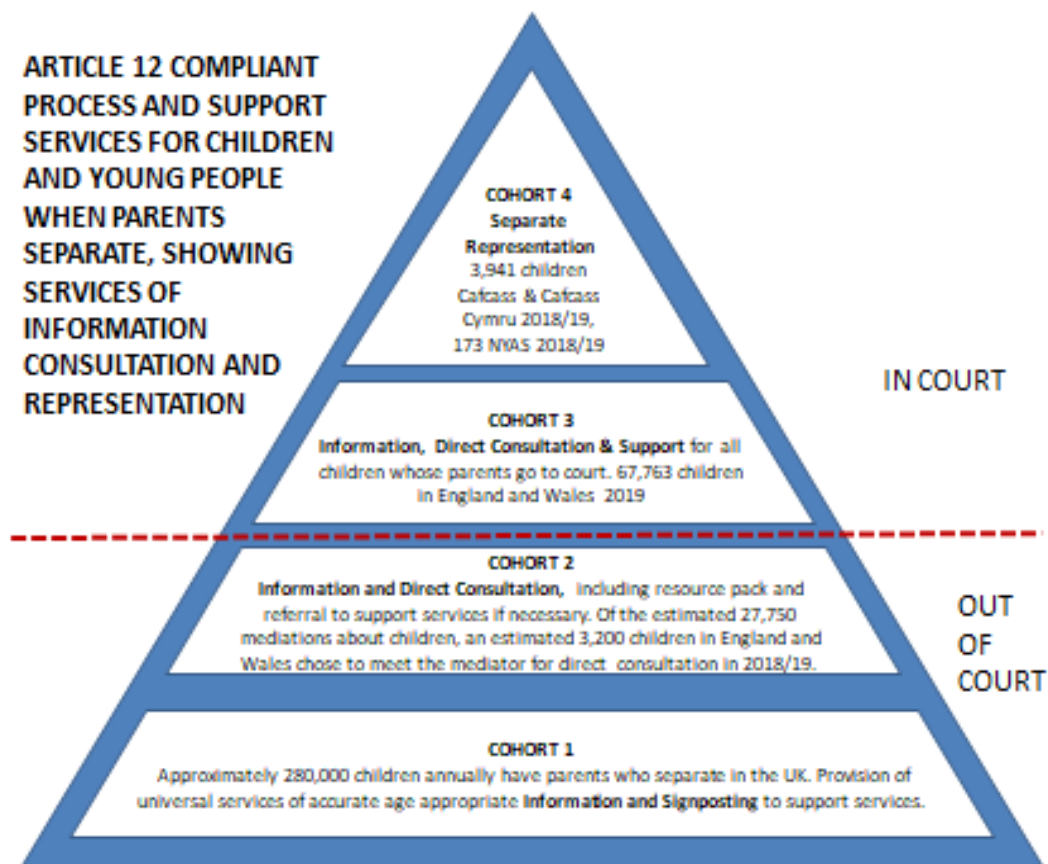 ARTICLE 12 COMPLIANT
PROCESS AND SUPPORT
SERVICES FOR CHILDREN
AND YOUNG PEOPLE
WHEN PARENTS
SEPARATE, SHOWING
SERVICES OF
INFORMATION
CONSULTATION AND
REPRESENTATION
COHORT 4
Separate
Representation
3,941 children
Cafcass & Cafcass
Cymru 2018/19,
173 NYAS 2018/19
IN COURT
COHORT 3
Information, Direct Consultation & Support for all
children whose parents go to court. 67,763 children
in England and Wales 2019
COHORT 2
Information and Direct Consultation, including resource pack and
referral to support services if necessary. Of the estimated 27,750
mediations about children, an estimated 3,200 children in England and
Wales chose to meet the mediator for direct consultation in 2018/19.
OUT
OF
COURT
COHORT 1
Approximately 280,000 children annually have parents who separate in the UK. Provision of
universal services of accurate age appropriate Information and Signposting to support services.